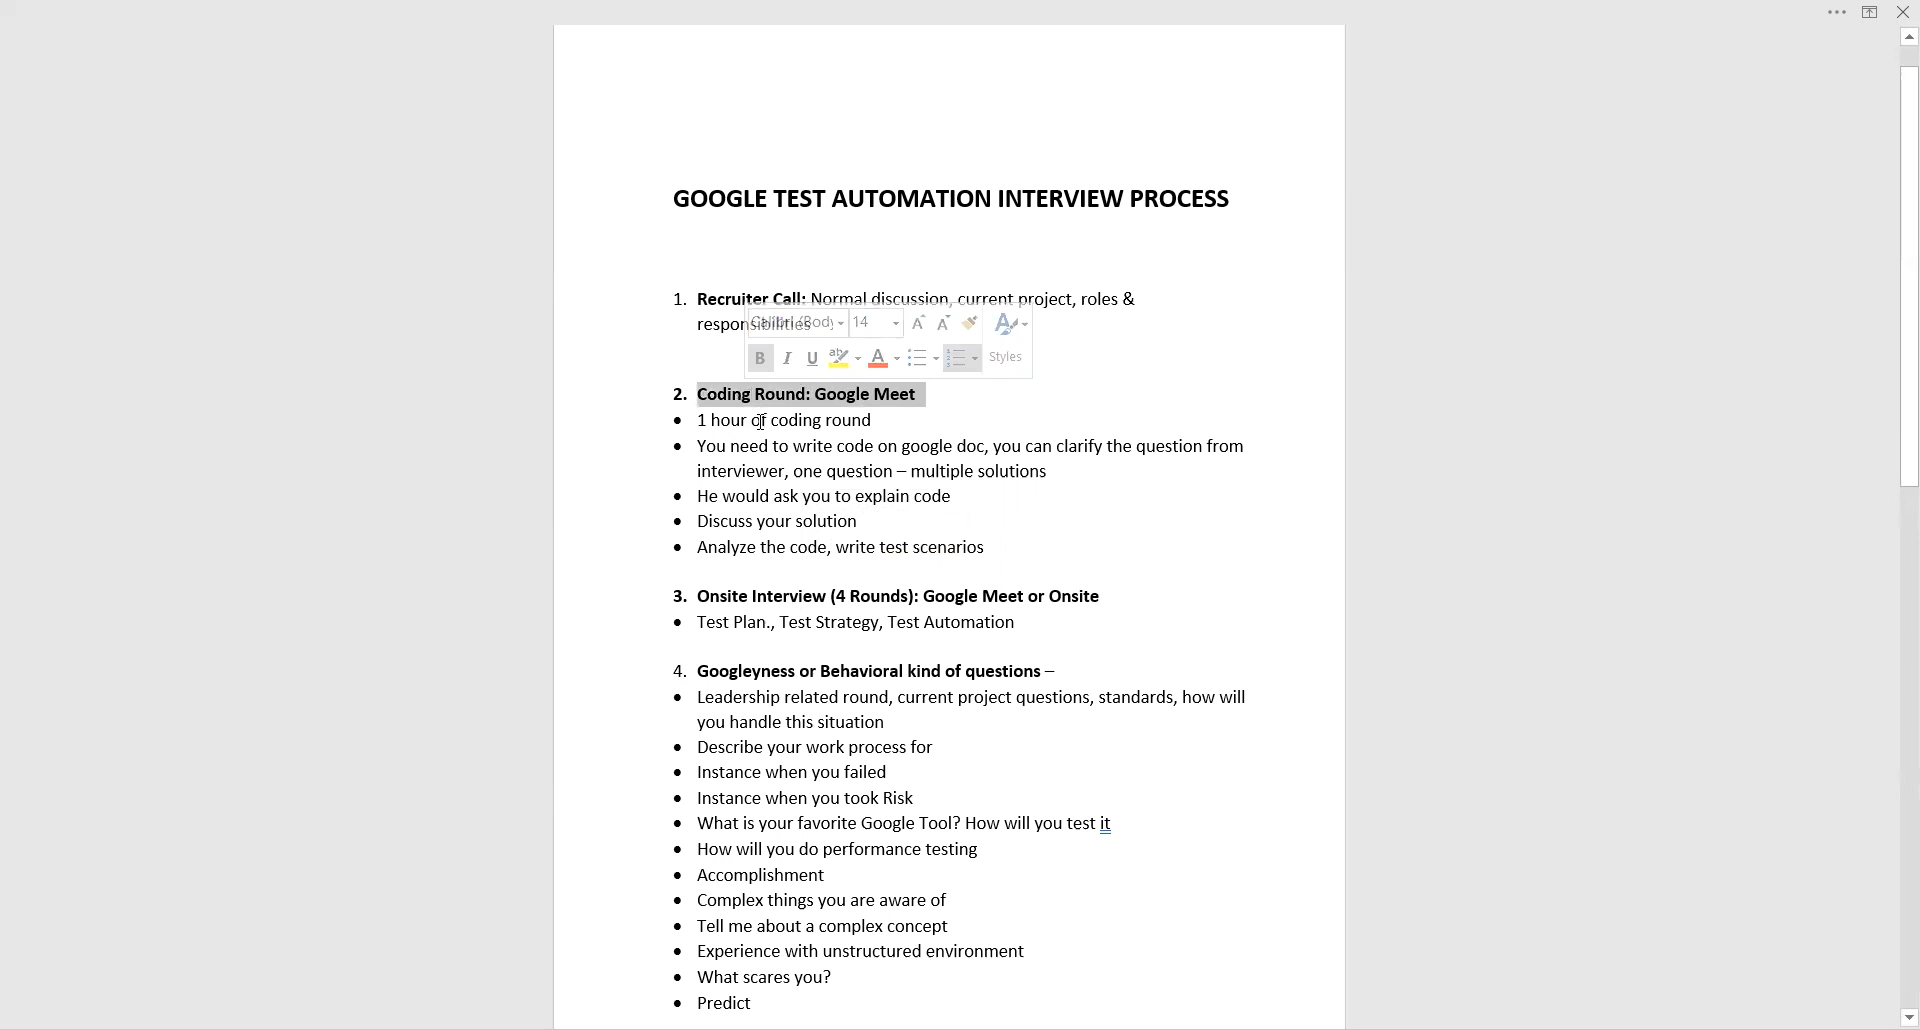 GOOGLE TEST AUTOMATION INTERVIEW PROCESS
1. Recruiter Call: Normal discussion, current project, roles &
responsibilities
Calibri (Body) 14
B I U ab A Styles
2. Coding Round: Google Meet
• 1 hour of coding round
• You need to write code on google doc, you can clarify the question from
interviewer, one question – multiple solutions
• He would ask you to explain code
• Discuss your solution
• Analyze the code, write test scenarios
3. Onsite Interview (4 Rounds): Google Meet or Onsite
• Test Plan., Test Strategy, Test Automation
4. Googleyness or Behavioral kind of questions –
• Leadership related round, current project questions, standards, how will
you handle this situation
• Describe your work process for
• Instance when you failed
• Instance when you took Risk
• What is your favorite Google Tool? How will you test it
• How will you do performance testing
• Accomplishment
• Complex things you are aware of
• Tell me about a complex concept
• Experience with unstructured environment
• What scares you?
• Predict